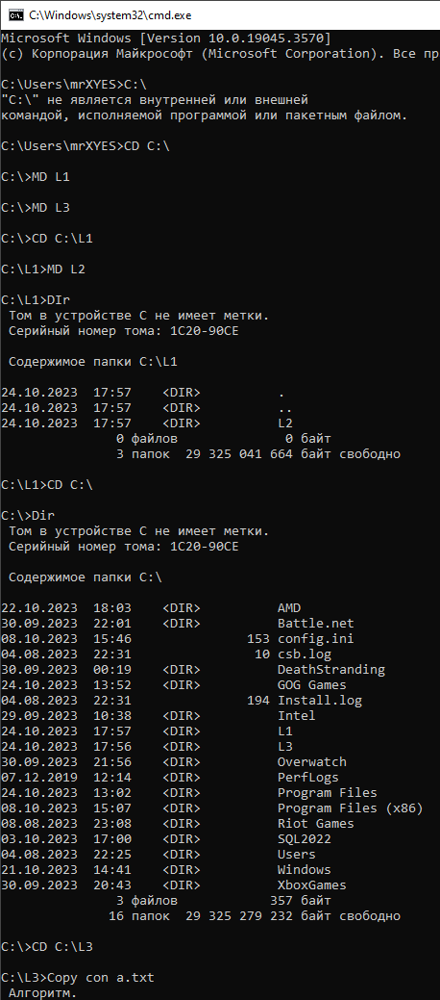 C:\Windows\system32\cmd.exe
Microsoft Windows [Version 10.0.19045.3570]
(c) Корпорация Майкрософт (Microsoft Corporation). Все пр
C:\Users\mrXYES>C:\
"C:\" не является внутренней или внешней
командой, исполняемой программой или пакетным файлом.
C:\Users\mrXYES>CD C:\
C:\>MD L1
C:\>MD L3
C:\>CD C:\L1
C:\L1>MD L2
C:\L1>DIr
Том в устройстве C не имеет метки.
Серийный номер тома: 1C20-90CE
Содержимое папки C:\L1
24.10.2023  17:57    <DIR>          .
24.10.2023  17:57    <DIR>          ..
24.10.2023  17:57    <DIR>          L2
0 файлов              0 байт
3 папок  29 325 041 664 байт свободно
C:\L1>CD C:\
C:\>Dir
Том в устройстве C не имеет метки.
Серийный номер тома: 1C20-90CE
Содержимое папки C:\
22.10.2023  18:03    <DIR>          AMD
30.09.2023  22:01    <DIR>          Battle.net
08.10.2023  15:46               153 config.ini
04.08.2023  22:31                10 csb.log
30.09.2023  00:19    <DIR>          DeathStranding
24.10.2023  13:52    <DIR>          GOG Games
04.08.2023  22:31               194 Install.log
29.09.2023  10:38    <DIR>          Intel
24.10.2023  17:57    <DIR>          L1
24.10.2023  17:56    <DIR>          L3
30.09.2023  21:56    <DIR>          Overwatch
07.12.2019  12:14    <DIR>          PerfLogs
24.10.2023  13:02    <DIR>          Program Files
08.10.2023  15:07    <DIR>          Program Files (x86)
08.08.2023  23:08    <DIR>          Riot Games
03.10.2023  17:00    <DIR>          SQL2022
04.08.2023  22:25    <DIR>          Users
21.10.2023  14:41    <DIR>          Windows
30.09.2023  20:43    <DIR>          XboxGames
3 файлов            357 байт
16 папок  29 325 279 232 байт свободно
C:\>CD C:\L3
C:\L3>Copy con a.txt
Алгоритм.